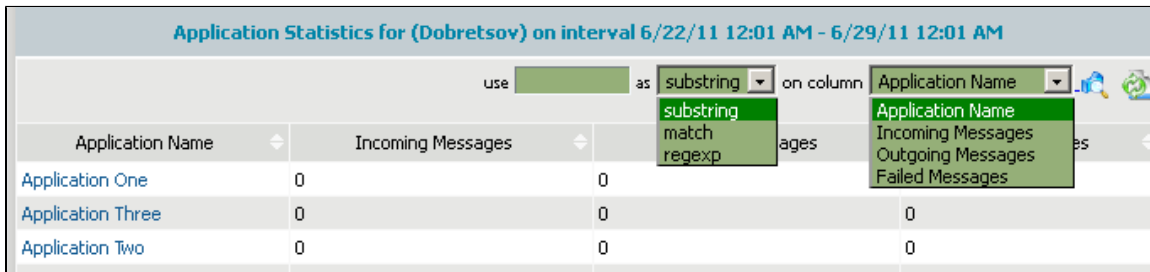 Application Statistics for (Dobretsov) on interval 6/22/11 12:01 AM - 6/29/11 12:01 AM
use as substring on column Application Name
substring Application Name
match Incoming Messages
regexp Outgoing Messages
Failed Messages
Application Name Incoming Messages ages es
Application One 0 0
Application Three 0 0 0
Application Two 0 0 0